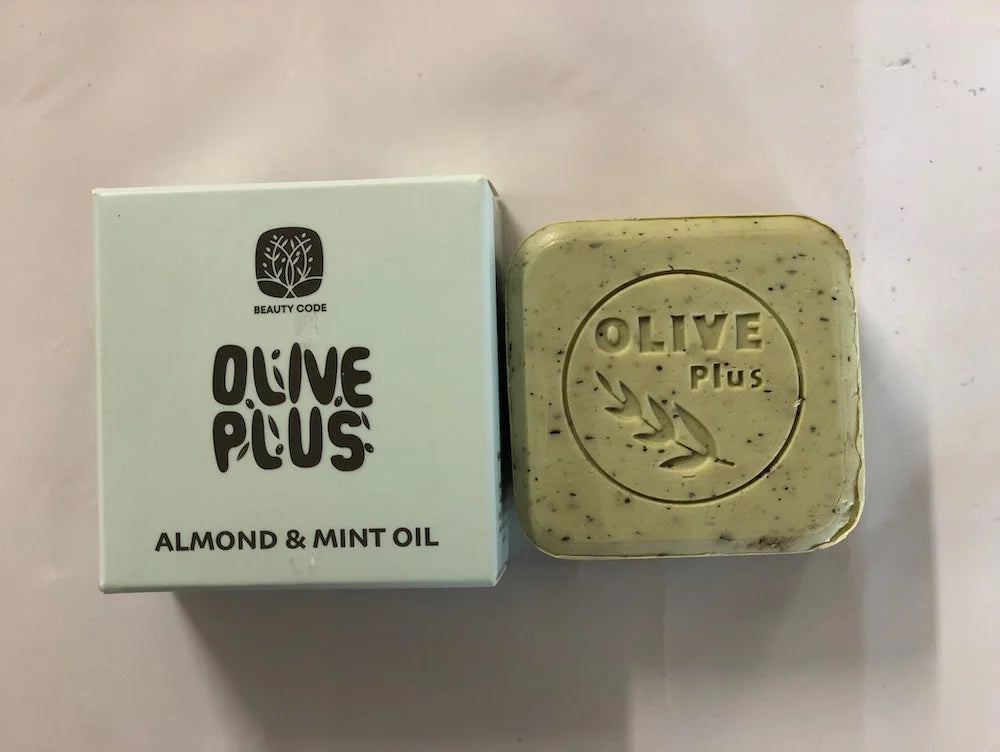 BEAUTY CODE
OLIVE
PLUS
ALMOND & MINT OIL
OLIVE
Plus